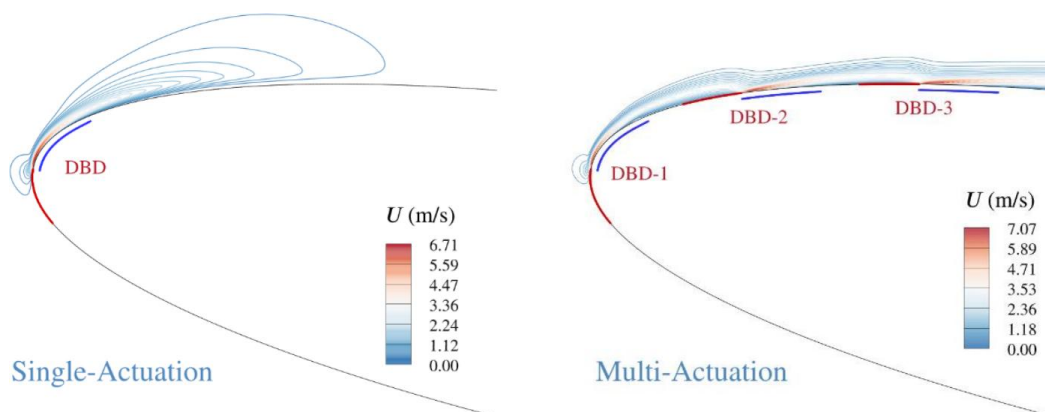 DBD
U (m/s)
6.71
5.59
4.47
3.36
2.24
1.12
0.00
Single-Actuation
DBD-1
DBD-2
DBD-3
U (m/s)
7.07
5.89
4.71
3.53
2.36
1.18
0.00
Multi-Actuation